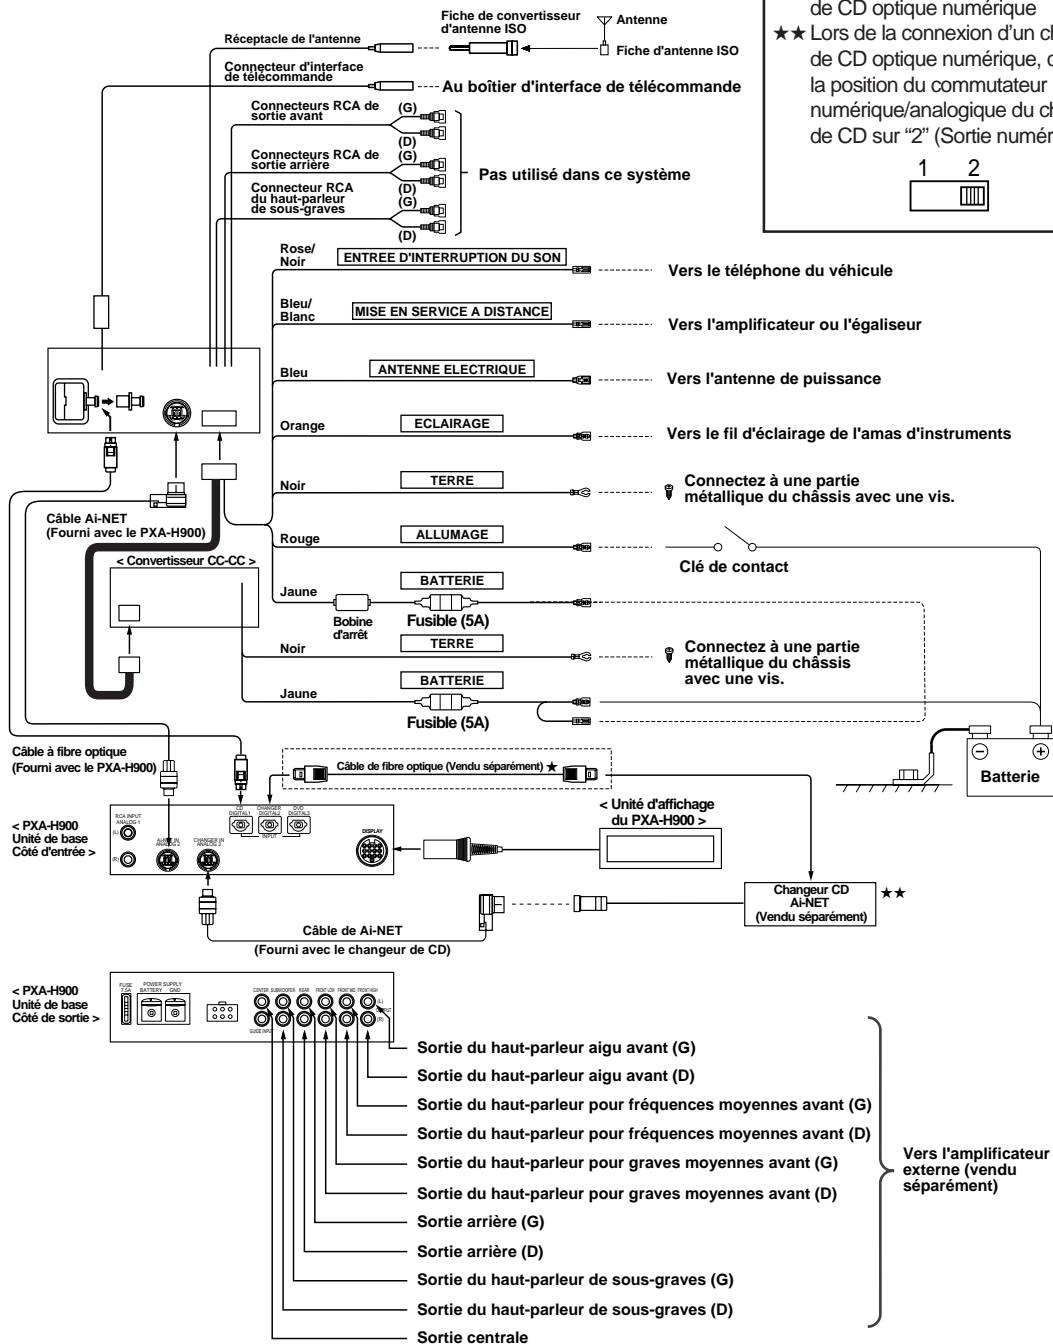 de CD optique numérique
★★ Lors de la connexion d'un
de CD optique numérique,
la position du commutateur
numérique/analogique du
de CD sur “2” (Sortie
1 2
Fiche de convertisseur
d'antenne ISO
Antenne
Réceptacle de l'antenne
Fiche d'antenne ISO
Connecteur d'interface
de télécommande
Au boîtier d'interface de télécommande
Connecteurs RCA de
sortie avant
(G)
(D)
Connecteurs RCA de
sortie arrière
(G)
(D)
Pas utilisé dans ce système
Connecteur RCA
du haut-parleur
de sous-graves
(G)
(D)
Rose/
Noir
ENTREE D'INTERRUPTION DU SON
Vers le téléphone du véhicule
Bleu/
Blanc
MISE EN SERVICE A DISTANCE
Vers l'amplificateur ou l'égaliseur
Bleu
ANTENNE ELECTRIQUE
Vers l'antenne de puissance
Orange
ECLAIRAGE
Vers le fil d'éclairage de l'amas d'instruments
Noir
TERRE
Connectez à une partie
métallique du châssis avec une vis.
Câble Ai-NET
(Fourni avec le PXA-H900)
Rouge
ALLUMAGE
Clé de contact
< Convertisseur CC-CC >
Jaune
BATTERIE
Bobine
d'arrêt
Fusible (5A)
Noir
TERRE
Connectez à une partie
métallique du châssis
avec une vis.
Jaune
BATTERIE
Fusible (5A)
Câble à fibre optique
(Fourni avec le PXA-H900)
Câble de fibre optique (Vendu séparément) ★
Batterie
< Unité d'affichage
du PXA-H900 >
< PXA-H900
Unité de base
Côté d'entrée >
RCA INPUT
ANALOG 1
(L)
(R)
AI-NET IN
ANALOG 2
CHANGER IN
ANALOG 3
CD
DIGITAL1
CHANGER
DIGITAL2
DVD
DIGITAL3
INPUT
DISPLAY
Changeur CD
Ai-NET
(Vendu séparément)
★★
Câble de Ai-NET
(Fourni avec le changeur de CD)
< PXA-H900
Unité de base
Côté de sortie >
FUSE
7.5A
POWER SUPPLY
BATTERY GND
CENTER SUBWOOFER REAR FRONT LOW FRONT MID FRONT HIGH
(L)
(R)
GUIDE INPUT
Sortie du haut-parleur aigu avant (G)
Sortie du haut-parleur aigu avant (D)
Sortie du haut-parleur pour fréquences moyennes avant (G)
Sortie du haut-parleur pour fréquences moyennes avant (D)
Sortie du haut-parleur pour graves moyennes avant (G)
Sortie du haut-parleur pour graves moyennes avant (D)
Sortie arrière (G)
Sortie arrière (D)
Sortie du haut-parleur de sous-graves (G)
Sortie du haut-parleur de sous-graves (D)
Sortie centrale
Vers l'amplificateur
externe (vendu
séparément)